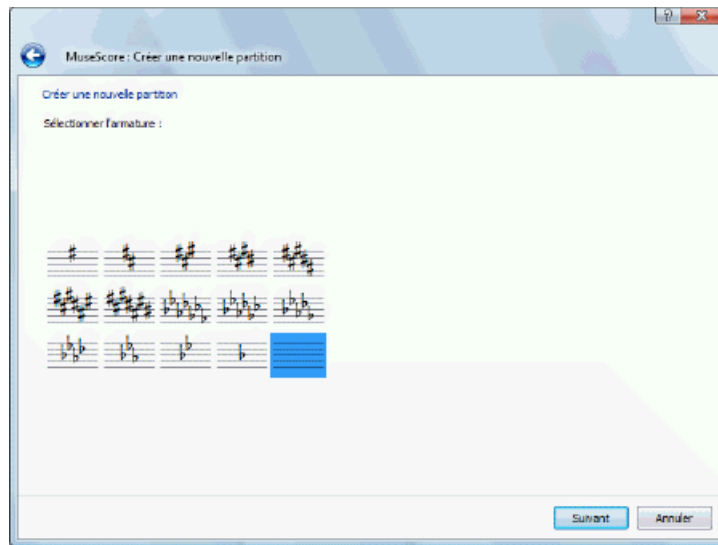 MuseScore : Créer une nouvelle partition
Créer une nouvelle partition
Sélectionner l'armature :
Suivant
Annuler